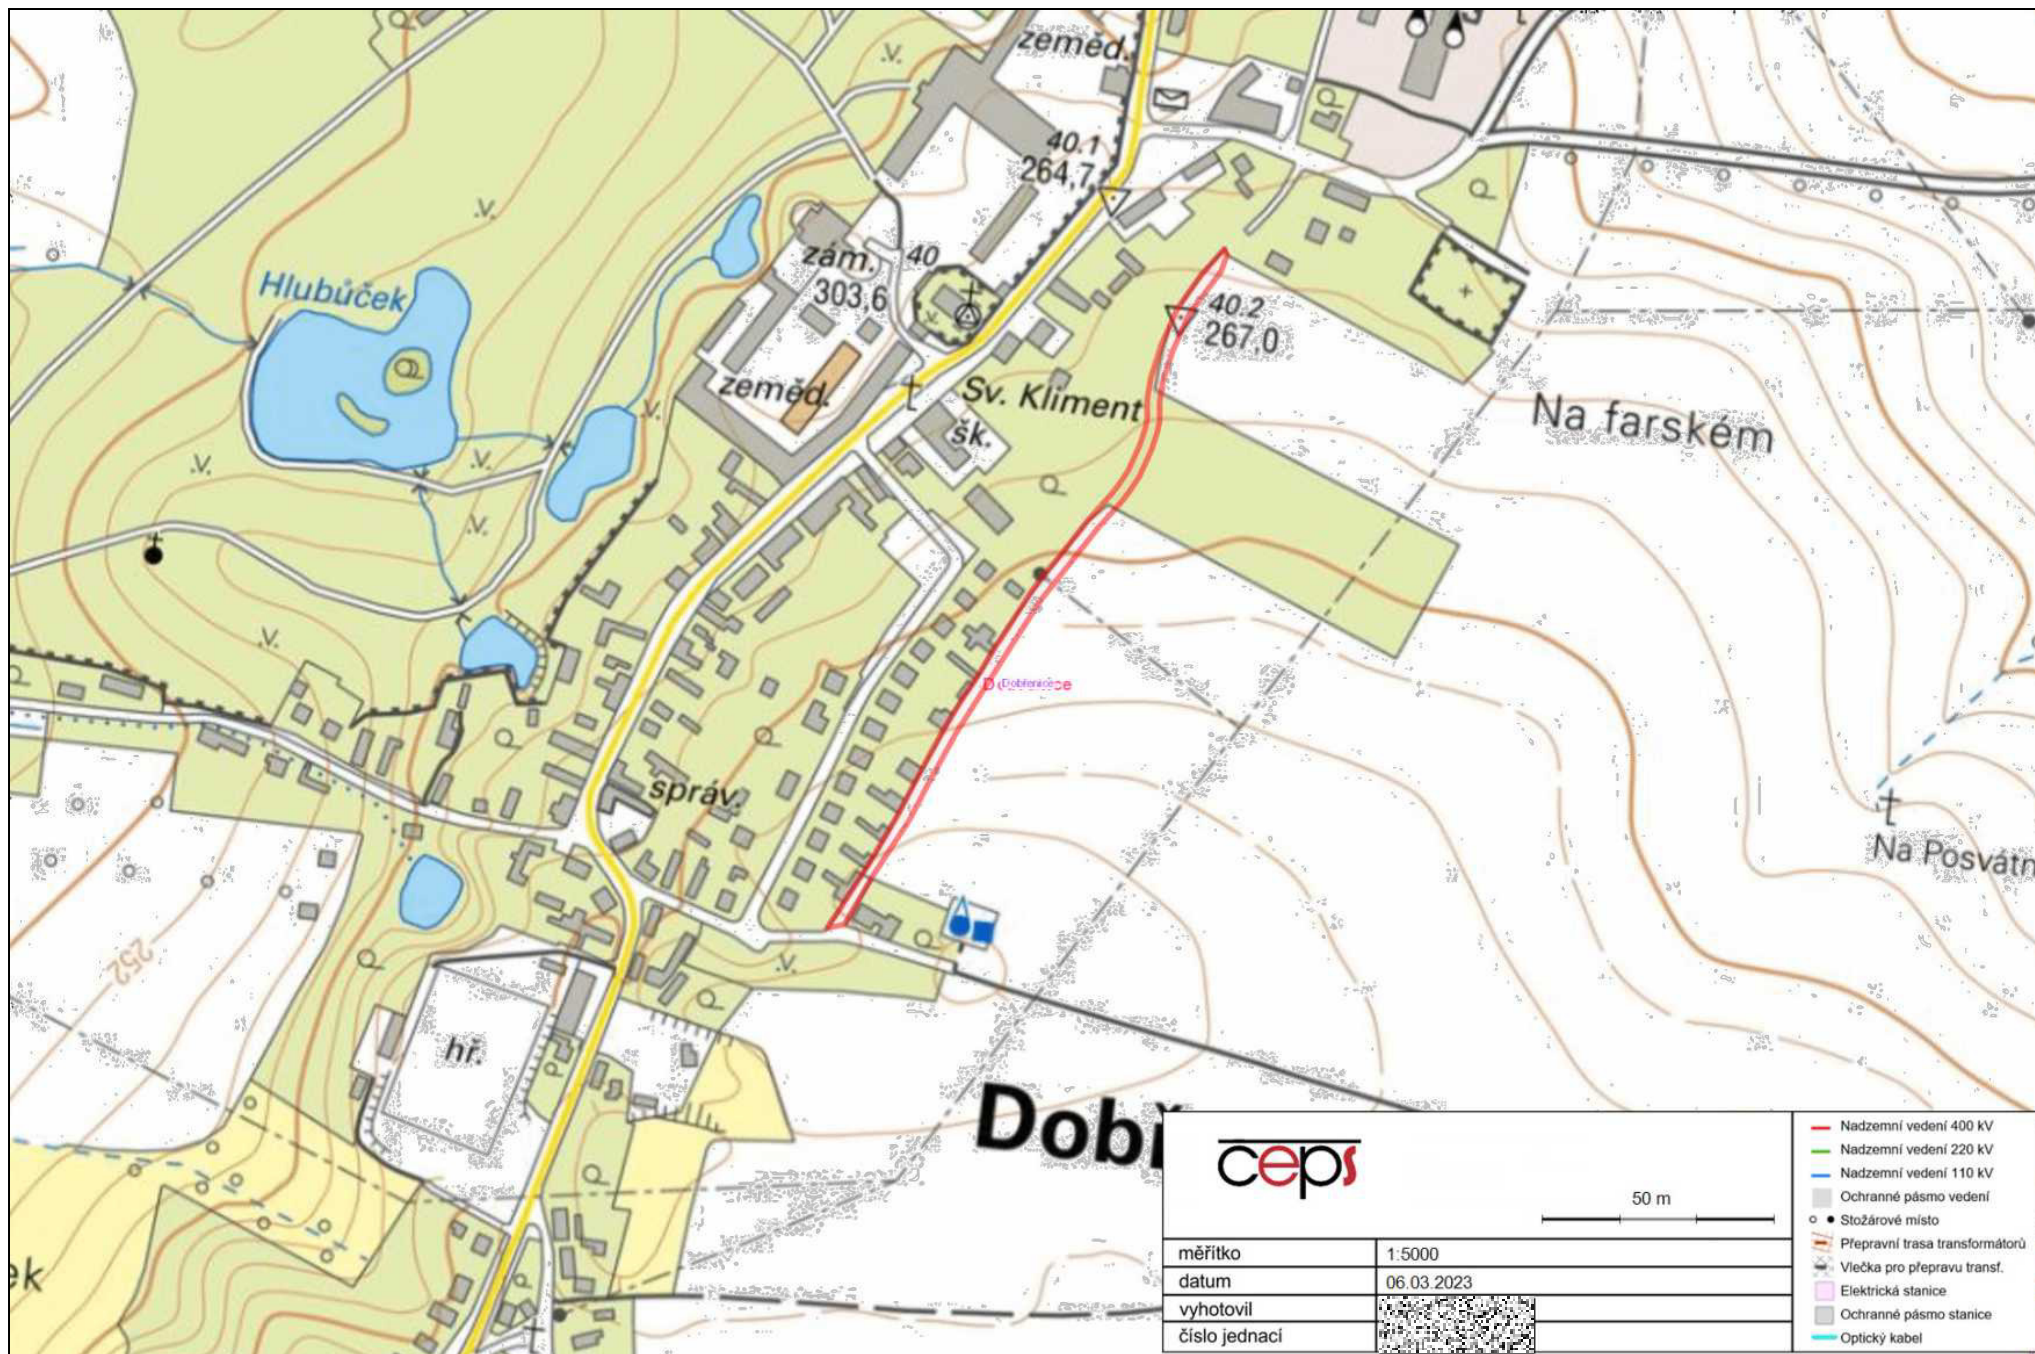 zeměd.
40.1
264,7
zám. 40
303,6
Hlubůček
40.2
267,0
zeměd.
Sv. Kliment
šk.
Na farském
správ.
Na Posvátn
252
hř.
Dobř
ek
čeps
50 m
měřítko 1:5000
datum 06.03.2023
vyhotovil
číslo jednací
Nadzemní vedení 400 kV
Nadzemní vedení 220 kV
Nadzemní vedení 110 kV
Ochranné pásmo vedení
Stožárové místo
Přepravní trasa transformátorů
Vlečka pro přepravu transf.
Elektrická stanice
Ochranné pásmo stanice
Optický kabel